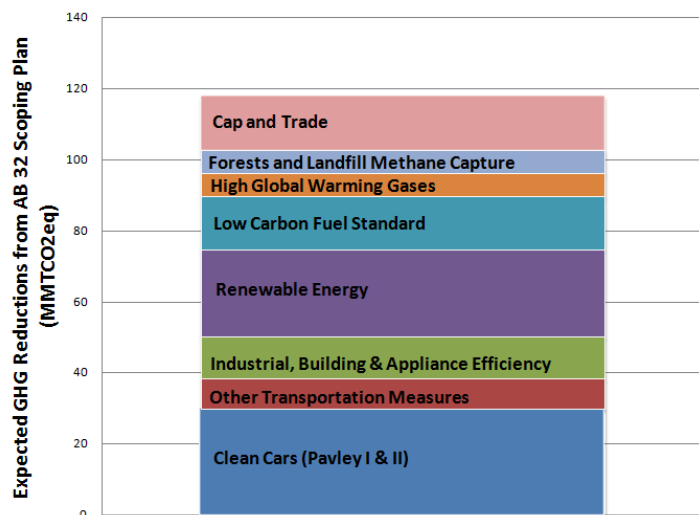 Expected GHG Reductions from AB 32 Scoping Plan
(MMTCO2eq)
140
120
100
80
60
40
20
0
Cap and Trade
Forests and Landfill Methane Capture
High Global Warming Gases
Low Carbon Fuel Standard
Renewable Energy
Industrial, Building & Appliance Efficiency
Other Transportation Measures
Clean Cars (Pavley I & II)